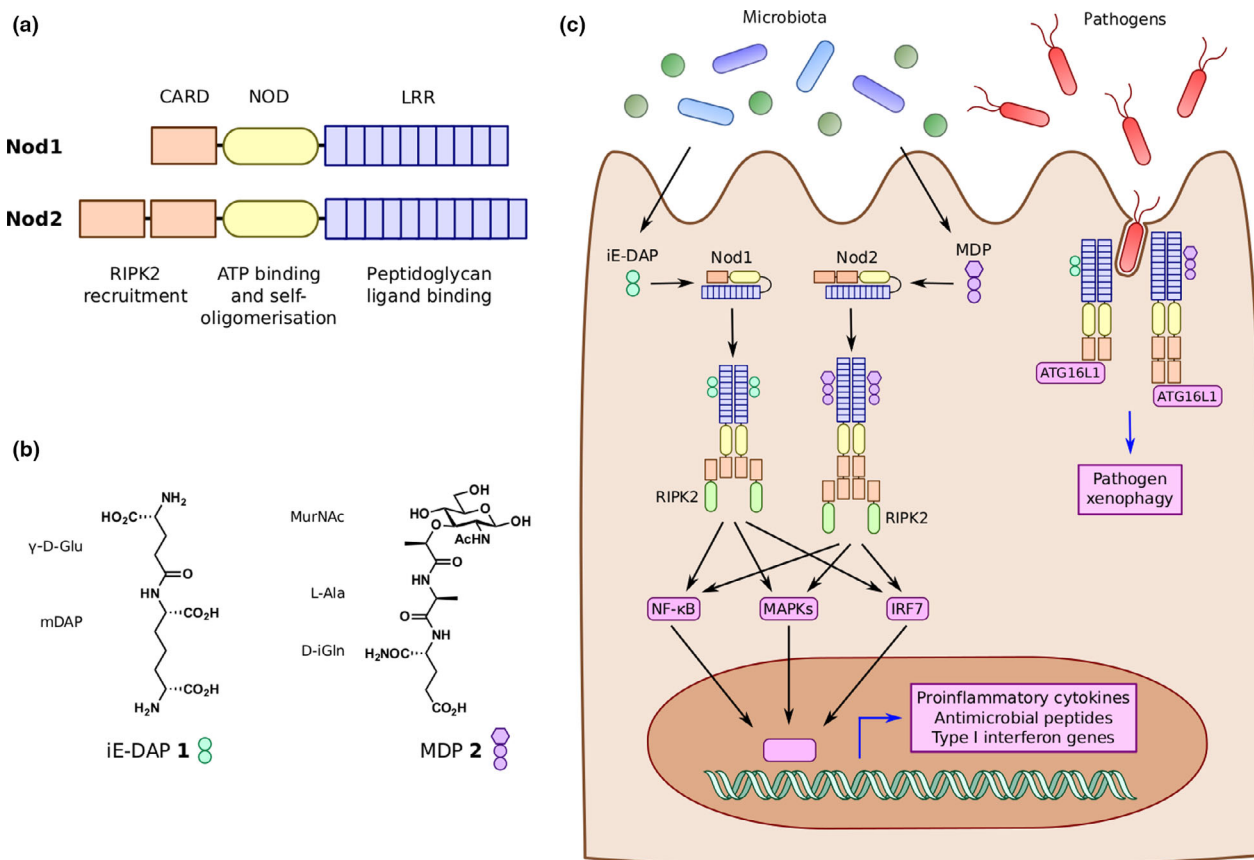 (a)
CARD NOD LRR
Nod1
Nod2
RIPK2
recruitment
ATP binding
and self-
oligomerisation
Peptidoglycan
ligand binding
(b)
NH₂
HO₂C
γ-D-Glu
O
HN
CO₂H
mDAP
CO₂H
H₂N
iE-DAP 1
OH
MurNAc
HO
O
OH
O
AcNH
O
NH
L-Ala
O
NH
D-iGln
H₂NOC
CO₂H
MDP 2
(c)
Microbiota
Pathogens
iE-DAP
Nod1
Nod2
MDP
RIPK2
RIPK2
ATG16L1
ATG16L1
Pathogen
xenophagy
NF-κB
MAPKs
IRF7
Proinflammatory cytokines
Antimicrobial peptides
Type I interferon genes